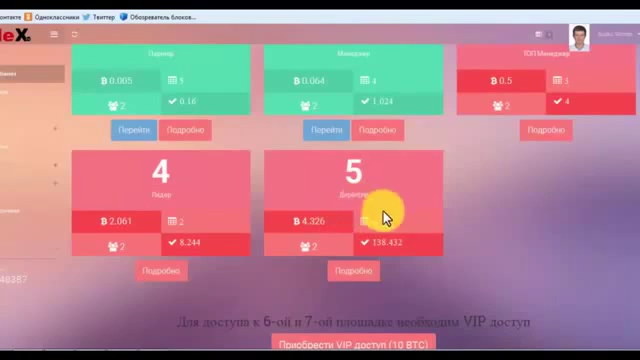 онтакте Одноклассники Твиттер Обозреватель блоков...
leX
Партнер Менеджер ТОП Менеджер
B 0.005 5 B 0.064 4 B 0.5 3
2 0.16 2 1.024 2 4
Перейти Подробно Перейти Подробно Подробно
4 5
Лидер
B 2.061 2 B 4.326
2 8.244 2 138.432
Подробно Подробно
Для доступа к 6-ой и 7-ой площадке необходим VIP доступ
Приобрести VIP доступ (10 BTC)